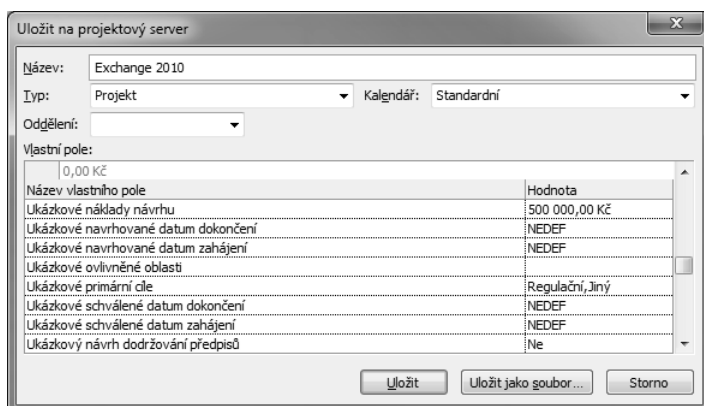 Uložit na projektový server
Název: Exchange 2010
Typ: Projekt Kalendář: Standardní
Oddělení:
Vlastní pole:
0,00 Kč
Název vlastního pole Hodnota
Ukázkové náklady návrhu 500 000,00 Kč
Ukázkové navrhované datum dokončení NEDEF
Ukázkové navrhované datum zahájení NEDEF
Ukázkové ovlivněné oblasti
Ukázkové primární cíle Regulační,Jiný
Ukázkové schválené datum dokončení NEDEF
Ukázkové schválené datum zahájení NEDEF
Ukázkový návrh dodržování předpisů Ne
Uložit Uložit jako soubor... Storno